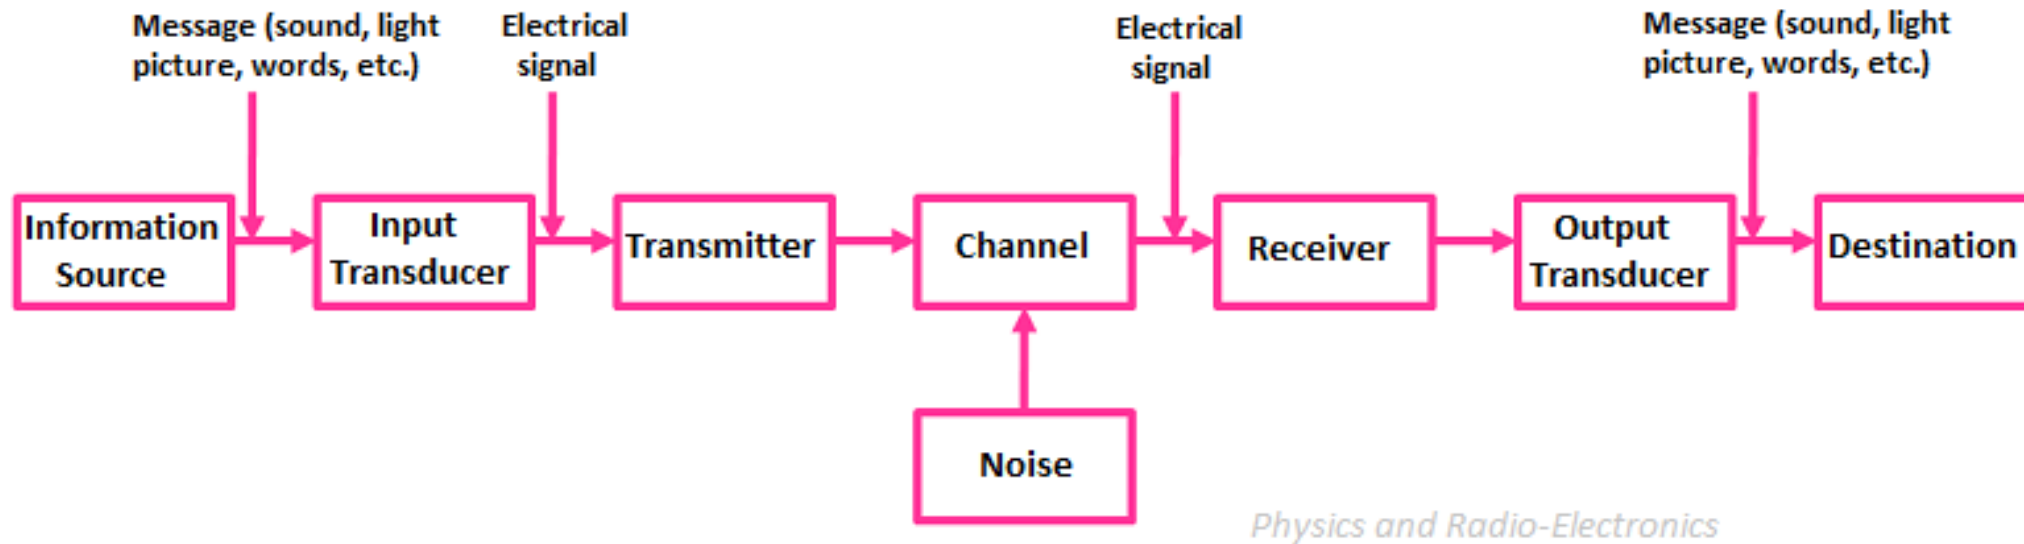 Message (sound, light
picture, words, etc.)
Electrical
signal
Electrical
signal
Message (sound, light
picture, words, etc.)
Information
Source
Input
Transducer
Transmitter
Channel
Receiver
Output
Transducer
Destination
Noise
Physics and Radio-Electronics